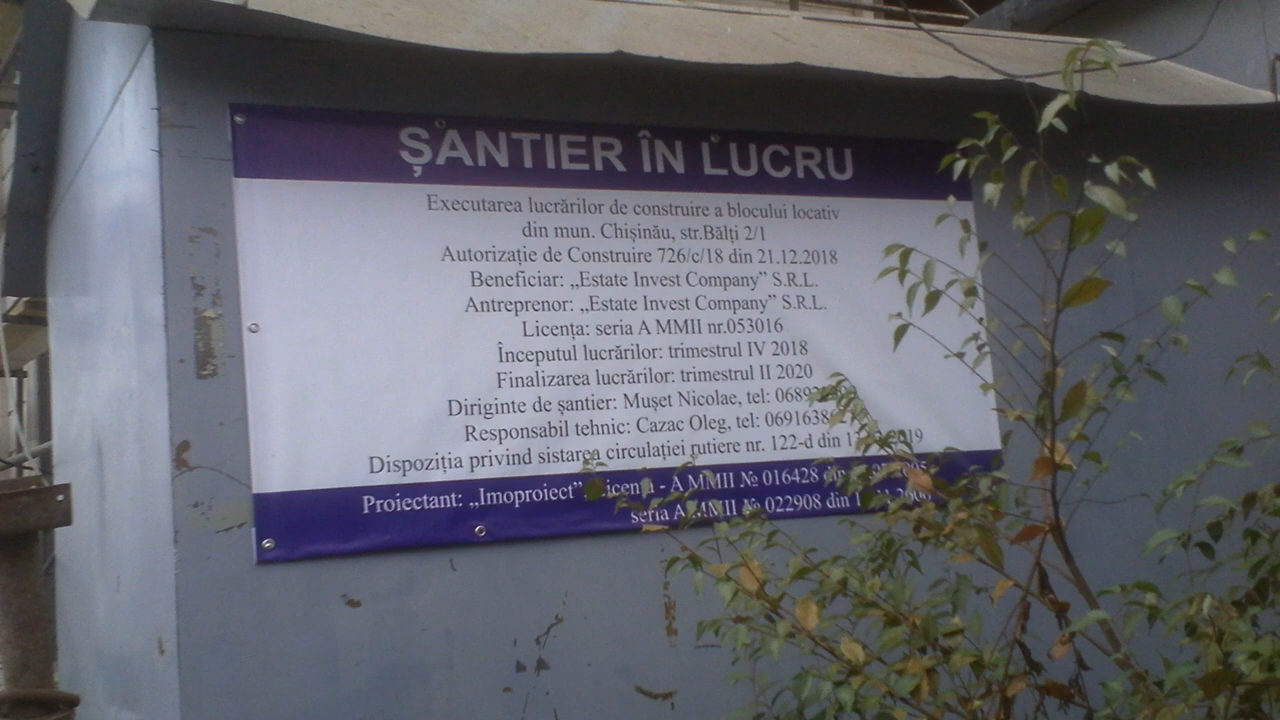 ȘANTIER ÎN LUCRU
Executarea lucrărilor de construire a blocului locativ
din mun. Chișinău, str.Bălți 2/1
Autorizație de Construire 726/c/18 din 21.12.2018
Beneficiar: „Estate Invest Company” S.R.L.
Antreprenor: „Estate Invest Company” S.R.L.
Licența: seria A MMII nr.053016
Începutul lucrărilor: trimestrul IV 2018
Finalizarea lucrărilor: trimestrul II 2020
Diriginte de șantier: Mușet Nicolae, tel:
Responsabil tehnic: Cazac Oleg, tel:
Dispoziția privind sistarea circulației rutiere nr. 122-d din
Proiectant: „Imoproiect”, Licența - A MMII № 016428 din
seria A MMII № 022908 din